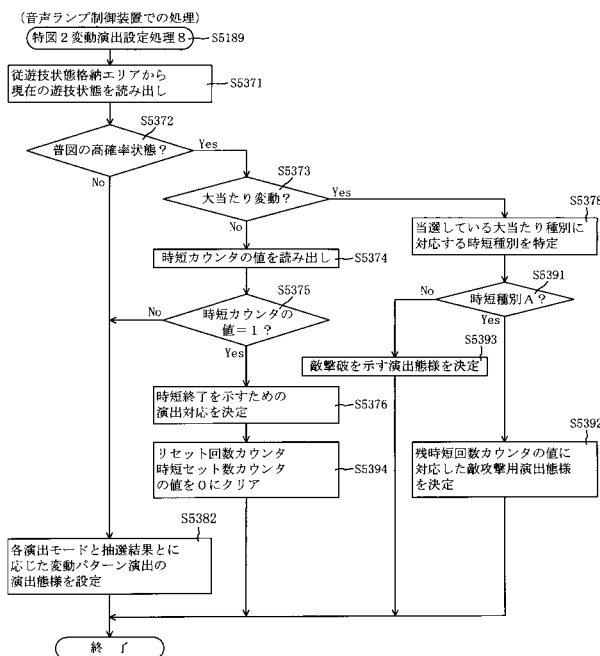 (音声ランプ制御装置での処理)
特図2変動演出設定処理8
S5189
従遊技状態格納エリアから
現在の遊技状態を読み出し
S5371
普図の高確率状態?
S5372
Yes
No
大当たり変動?
S5373
Yes
No
当選している大当たり種別に
対応する時短種別を特定
S5378
時短カウンタの値を読み出し
S5374
時短種別A?
S5391
No
Yes
時短カウンタの
値=1?
S5375
No
Yes
敵撃破を示す演出態様を決定
S5393
時短終了を示すための
演出対応を決定
S5376
残時短回数カウンタの値に
対応した敵攻撃用演出態様
を決定
S5392
リセット回数カウンタ
時短セット数カウンタ
の値を0にクリア
S5394
各演出モードと抽選結果とに
応じた変動パターン演出の
演出態様を設定
S5382
終 了